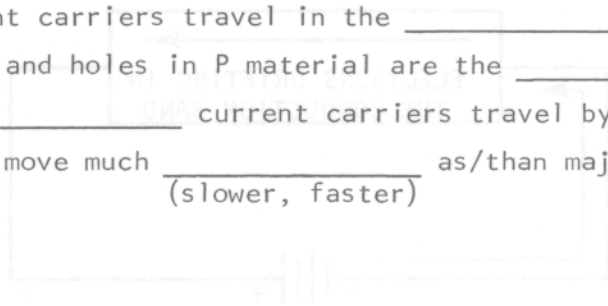 nt carriers travel in the
and holes in P material are the
current carriers travel by
move much as/than maj
(slower, faster)